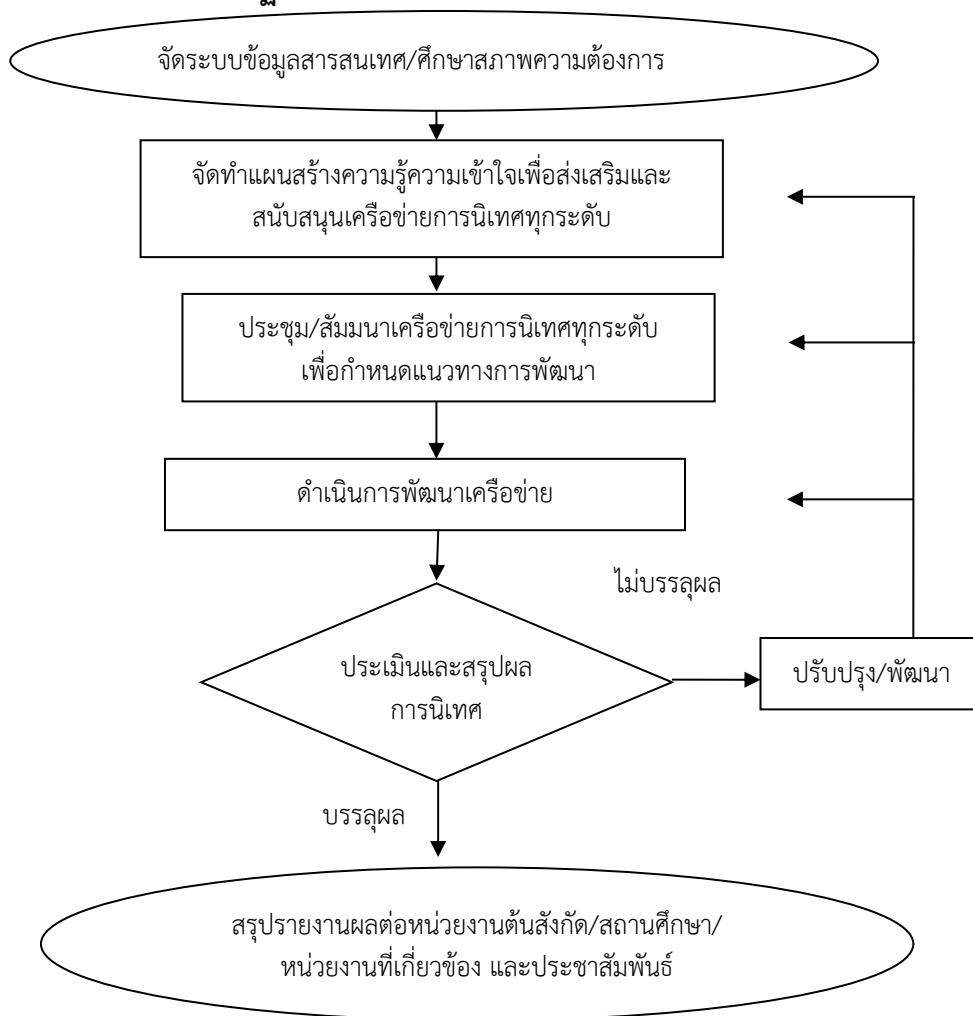 จัดระบบข้อมูลสารสนเทศ/ศึกษาสภาพความต้องการ
จัดทำแผนสร้างความรู้ความเข้าใจเพื่อส่งเสริมและ
สนับสนุนเครือข่ายการนิเทศทุกระดับ
ประชุม/สัมมนาเครือข่ายการนิเทศทุกระดับ
เพื่อกำหนดแนวทางการพัฒนา
ดำเนินการพัฒนาเครือข่าย
ไม่บรรลุผล
ประเมินและสรุปผล
การนิเทศ
ปรับปรุง/พัฒนา
บรรลุผล
สรุปรายงานผลต่อหน่วยงานต้นสังกัด/สถานศึกษา/
หน่วยงานที่เกี่ยวข้อง และประชาสัมพันธ์